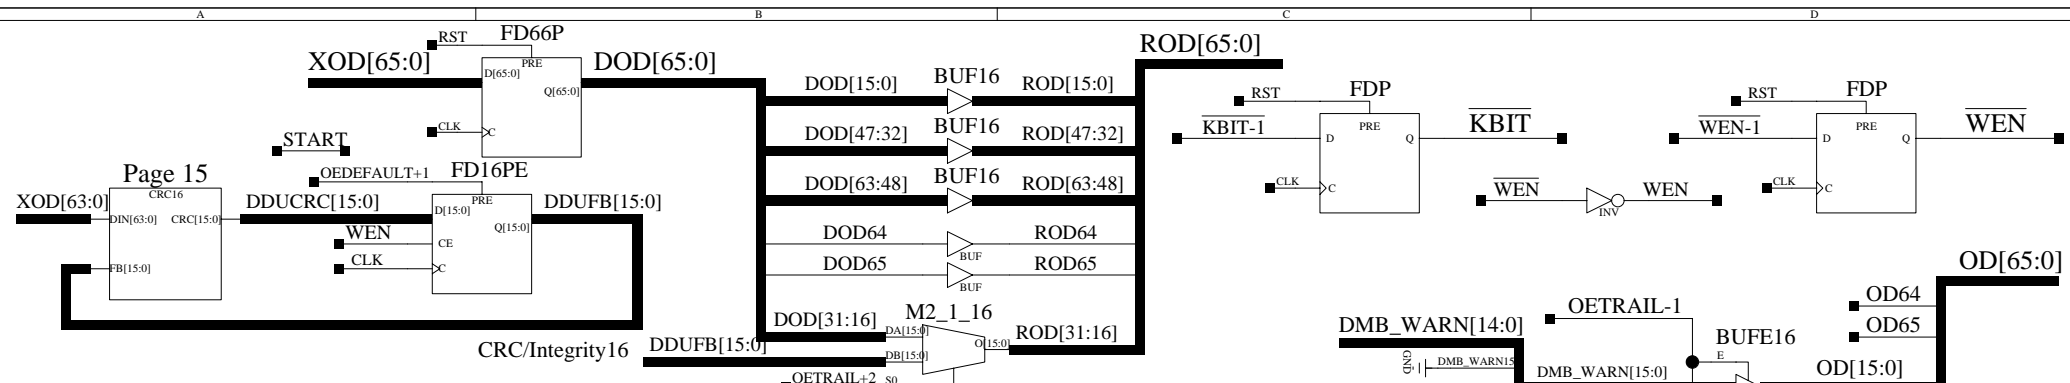 A B C D
RST FD66P
XOD[65:0] PRE DOD[65:0] ROD[65:0]
D[65:0]
Q[65:0]
CLK C
DOD[15:0] BUF16 ROD[15:0]
DOD[47:32] BUF16 ROD[47:32]
DOD[63:48] BUF16 ROD[63:48]
DOD64 BUF ROD64
DOD65 BUF ROD65
START
OEDEFAULT+1 FD16PE
Page 15
CRC16
XOD[63:0] DIN[63:0] CRC[15:0] DDUCRC[15:0] D[15:0] PRE DDUFB[15:0]
Q[15:0]
WEN CE
CLK C
FB[15:0]
RST FDP
KBIT-1 D PRE Q KBIT
CLK C
RST FDP
WEN-1 D PRE Q WEN
CLK C
WEN INV WEN
M2_1_16
DOD[31:16] DA[15:0] O[15:0] ROD[31:16]
CRC/Integrity16 DDUFB[15:0] DB[15:0]
OETRAIL+2 S0
OD[65:0]
OD64
OD65
OETRAIL-1
DMB_WARN[14:0] BUFE16
GND DMB_WARN15 E
DMB_WARN[15:0] OD[15:0]